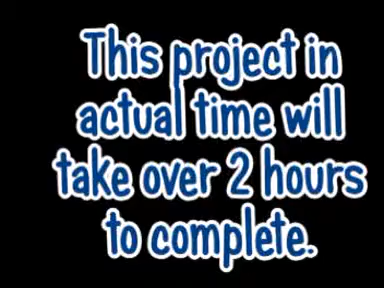 This project in
actual time will
take over 2 hours
to complete.